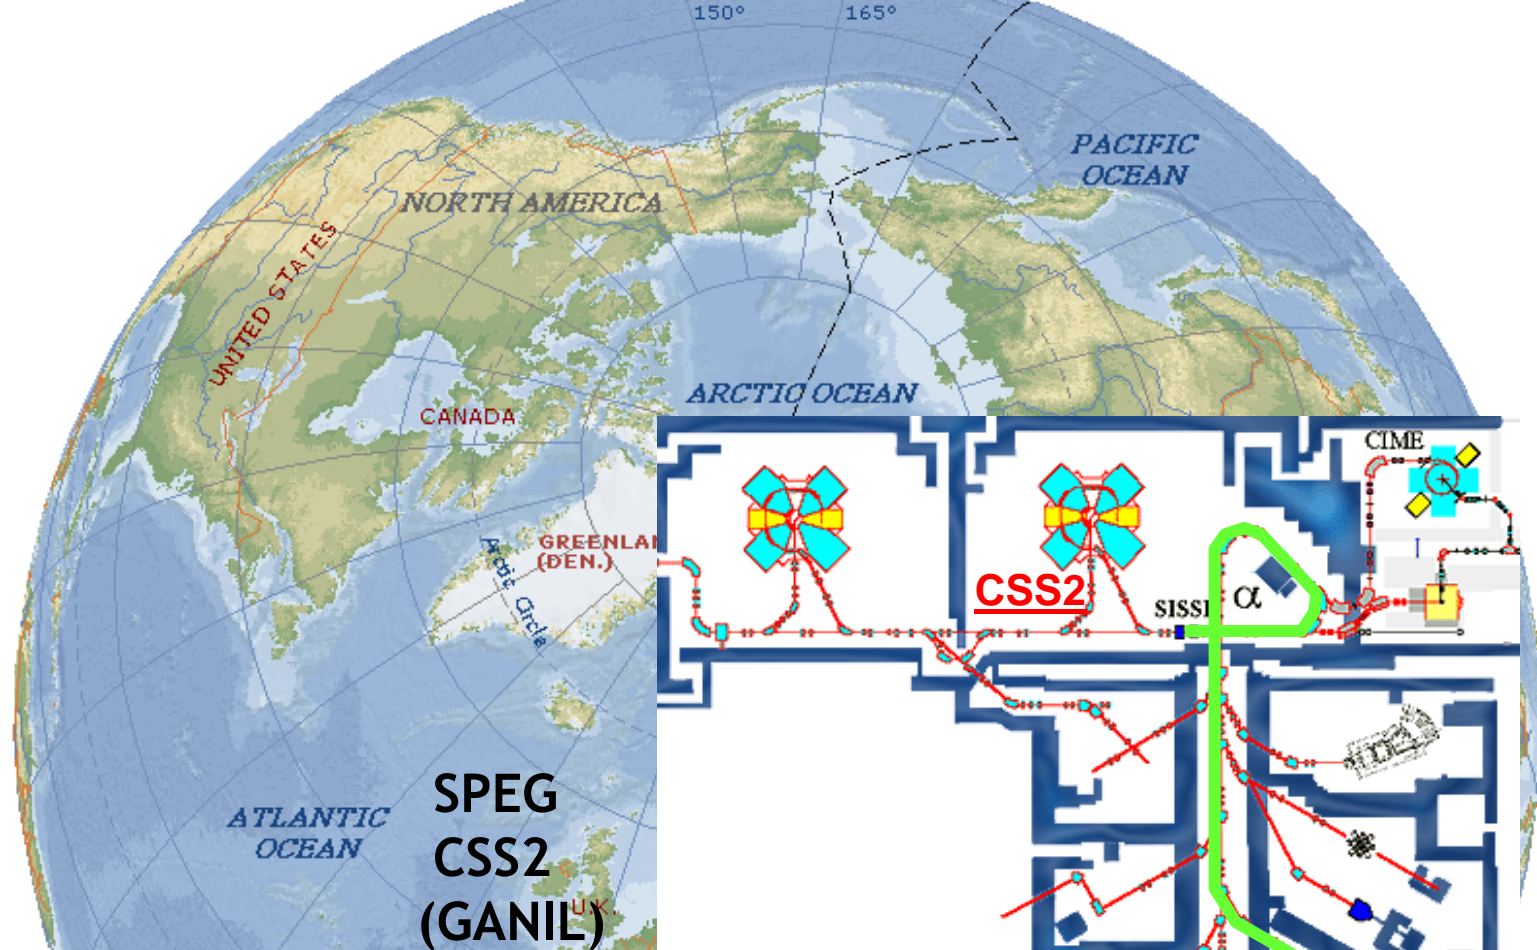 150° 165°
PACIFIC
OCEAN
NORTH AMERICA
UNITED STATES
ARCTIC OCEAN
CANADA
CIME
GREENLAN
(DEN.)
Arctic Circle
CSS2
SISSI
α
SPEG
CSS2
(GANIL)
ATLANTIC
OCEAN
U.K.